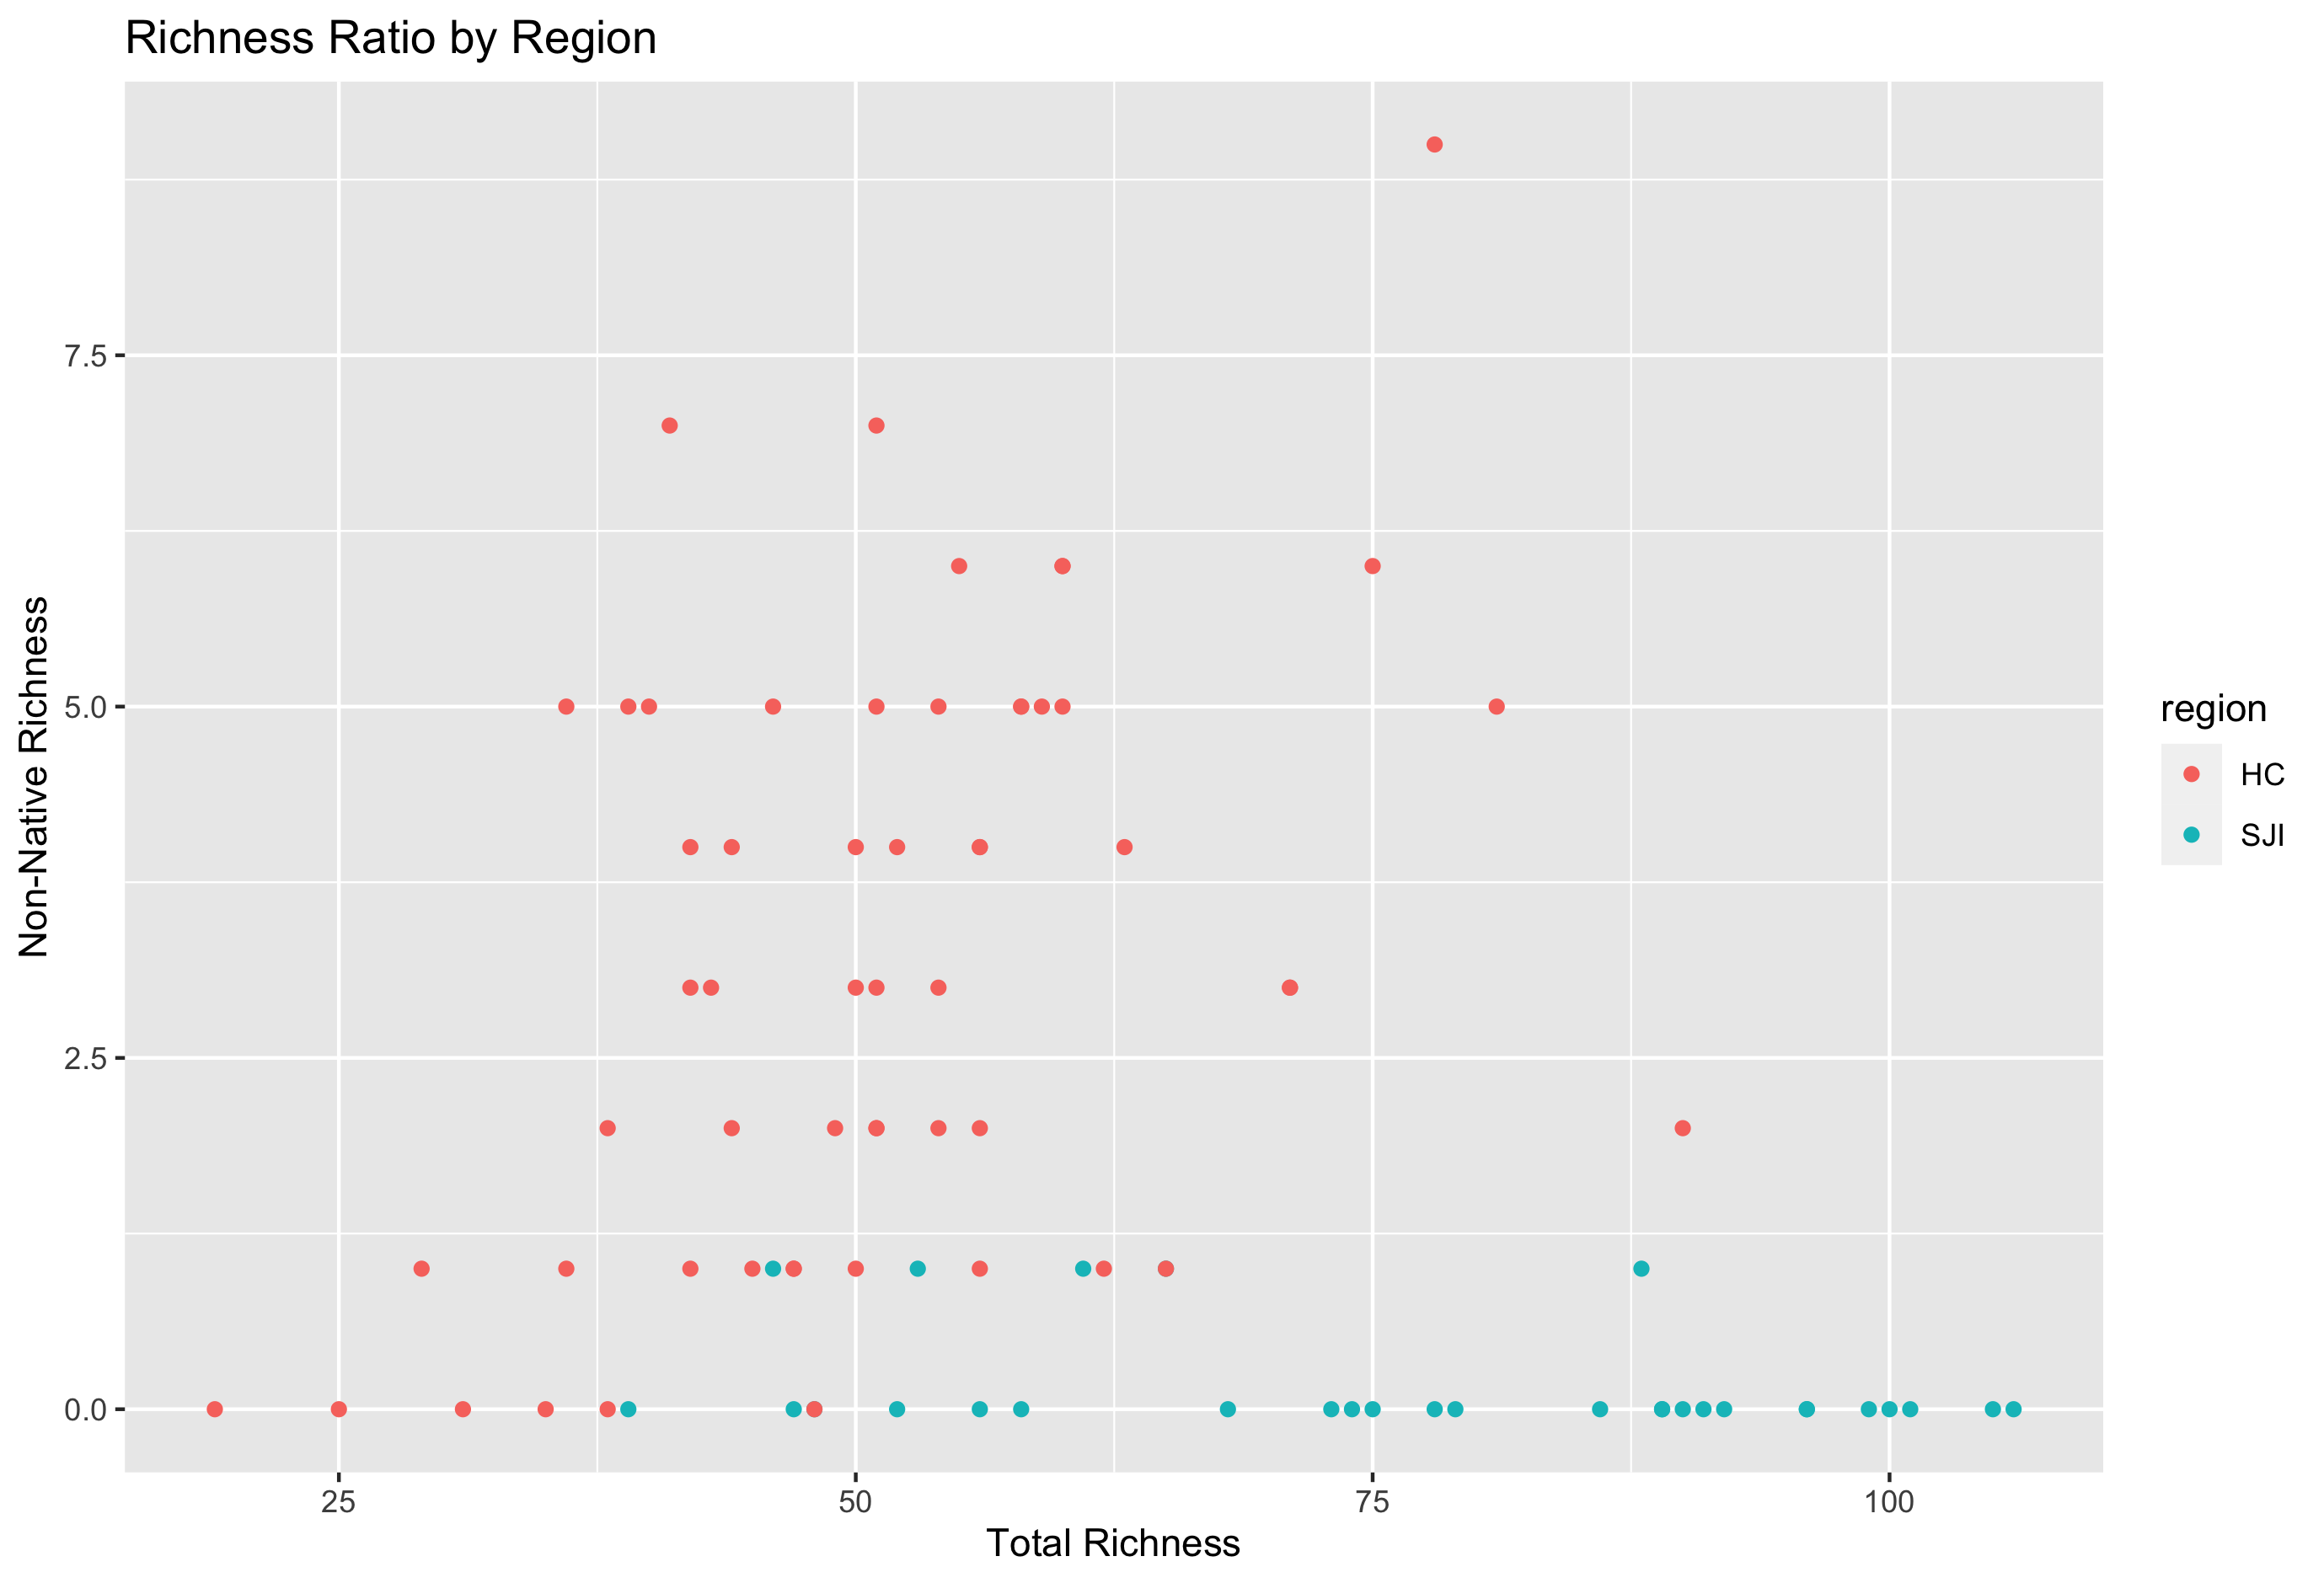 Richness Ratio by Region
Non-Native Richness
7.5
5.0
2.5
0.0
25
50
75
100
Total Richness
region
HC
SJI